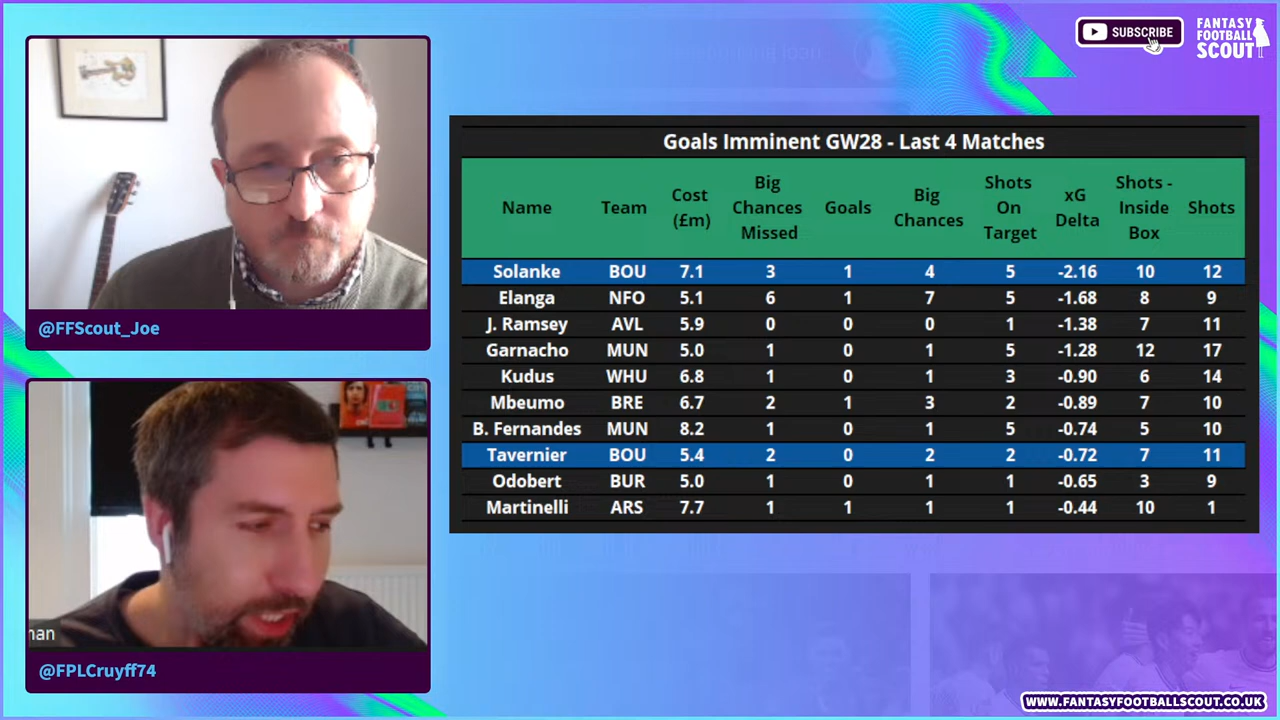 SUBSCRIBE
FANTASY
FOOTBALL
SCOUT
@FFScout_Joe
man
@FPLCruyff74
Goals Imminent GW28 - Last 4 Matches
Name Team Cost (£m) Big Chances Missed Goals Big Chances Shots On Target xG Delta Shots - Inside Box Shots
Solanke BOU 7.1 3 1 4 5 -2.16 10 12
Elanga NFO 5.1 6 1 7 5 -1.68 8 9
J. Ramsey AVL 5.9 0 0 0 1 -1.38 7 11
Garnacho MUN 5.0 1 0 1 5 -1.28 12 17
Kudus WHU 6.8 1 0 1 3 -0.90 6 14
Mbeumo BRE 6.7 2 1 3 2 -0.89 7 10
B. Fernandes MUN 8.2 1 0 1 5 -0.74 5 10
Tavernier BOU 5.4 2 0 2 2 -0.72 7 11
Odobert BUR 5.0 1 0 1 1 -0.65 3 9
Martinelli ARS 7.7 1 1 1 1 -0.44 10 1
WWW.FANTASYFOOTBALLSCOUT.CO.UK